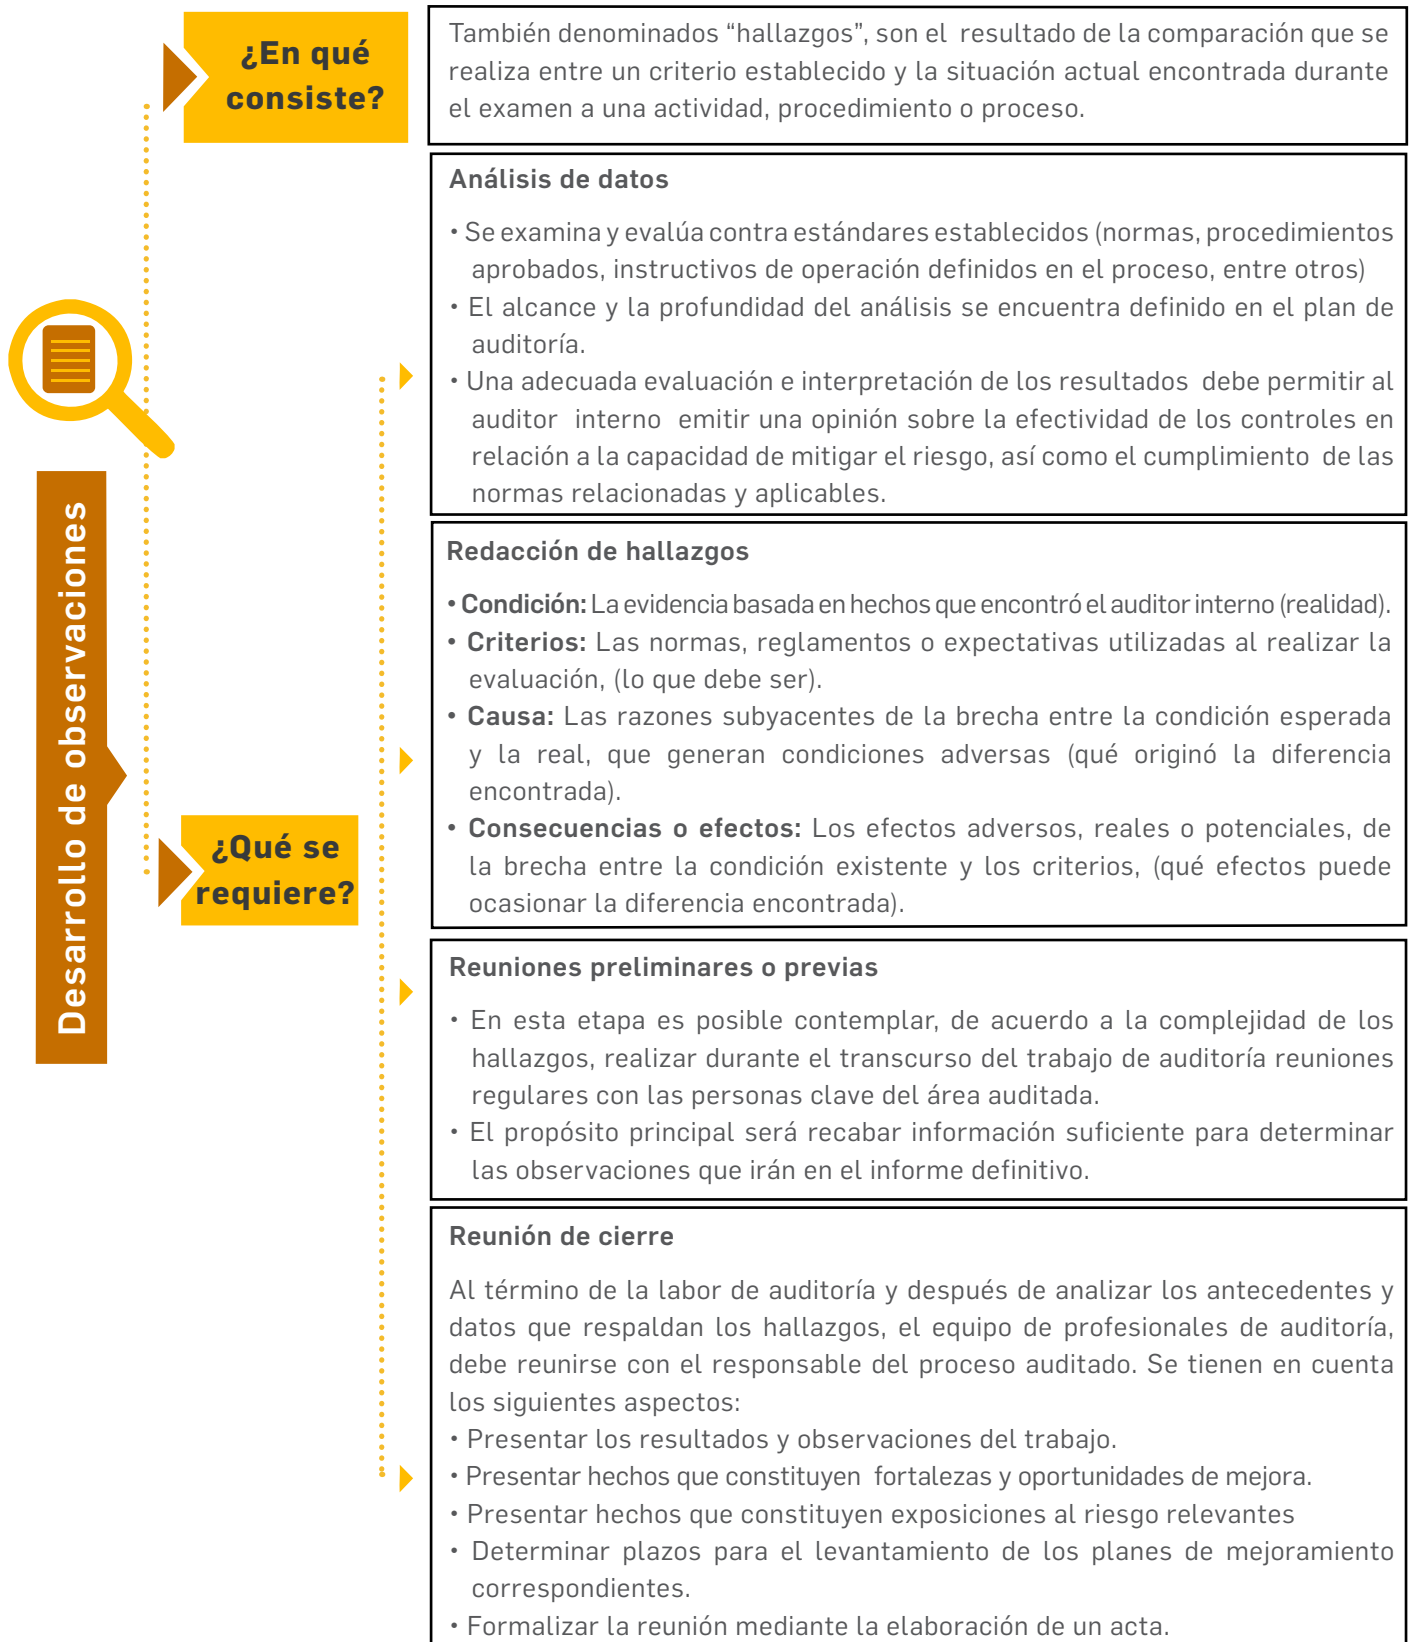 Desarrollo de observaciones
¿En qué
consiste?
También denominados “hallazgos”, son el resultado de la comparación que se
realiza entre un criterio establecido y la situación actual encontrada durante
el examen a una actividad, procedimiento o proceso.
¿Qué se
requiere?
Análisis de datos
• Se examina y evalúa contra estándares establecidos (normas, procedimientos
aprobados, instructivos de operación definidos en el proceso, entre otros)
• El alcance y la profundidad del análisis se encuentra definido en el plan de
auditoría.
• Una adecuada evaluación e interpretación de los resultados debe permitir al
auditor interno emitir una opinión sobre la efectividad de los controles en
relación a la capacidad de mitigar el riesgo, así como el cumplimiento de las
normas relacionadas y aplicables.
Redacción de hallazgos
• Condición: La evidencia basada en hechos que encontró el auditor interno (realidad).
• Criterios: Las normas, reglamentos o expectativas utilizadas al realizar la
evaluación, (lo que debe ser).
• Causa: Las razones subyacentes de la brecha entre la condición esperada
y la real, que generan condiciones adversas (qué originó la diferencia
encontrada).
• Consecuencias o efectos: Los efectos adversos, reales o potenciales, de
la brecha entre la condición existente y los criterios, (qué efectos puede
ocasionar la diferencia encontrada).
Reuniones preliminares o previas
• En esta etapa es posible contemplar, de acuerdo a la complejidad de los
hallazgos, realizar durante el transcurso del trabajo de auditoría reuniones
regulares con las personas clave del área auditada.
• El propósito principal será recabar información suficiente para determinar
las observaciones que irán en el informe definitivo.
Reunión de cierre
Al término de la labor de auditoría y después de analizar los antecedentes y
datos que respaldan los hallazgos, el equipo de profesionales de auditoría,
debe reunirse con el responsable del proceso auditado. Se tienen en cuenta
los siguientes aspectos:
• Presentar los resultados y observaciones del trabajo.
• Presentar hechos que constituyen fortalezas y oportunidades de mejora.
• Presentar hechos que constituyen exposiciones al riesgo relevantes
• Determinar plazos para el levantamiento de los planes de mejoramiento
correspondientes.
• Formalizar la reunión mediante la elaboración de un acta.